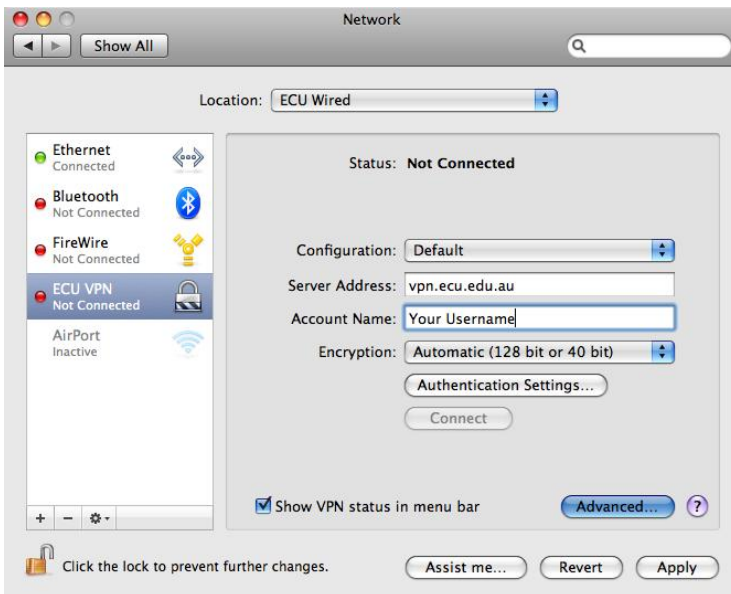 Network
Show All
Location: ECU Wired
Ethernet
Connected
Bluetooth
Not Connected
FireWire
Not Connected
ECU VPN
Not Connected
AirPort
Inactive
Status: Not Connected
Configuration: Default
Server Address: vpn.ecu.edu.au
Account Name: Your Username
Encryption: Automatic (128 bit or 40 bit)
Authentication Settings...
Connect
Show VPN status in menu bar
Advanced...
?
Click the lock to prevent further changes.
Assist me...
Revert
Apply